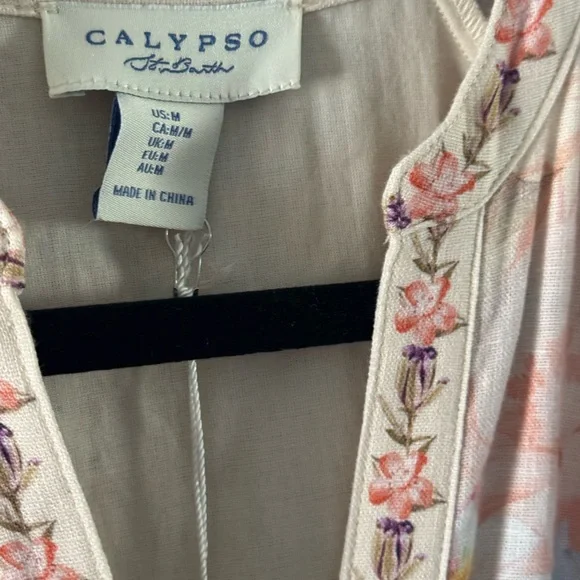 CALYPSO
St. Barth
US:M
CA:M/M
UK:M
EU:M
AU:M
MADE IN CHINA